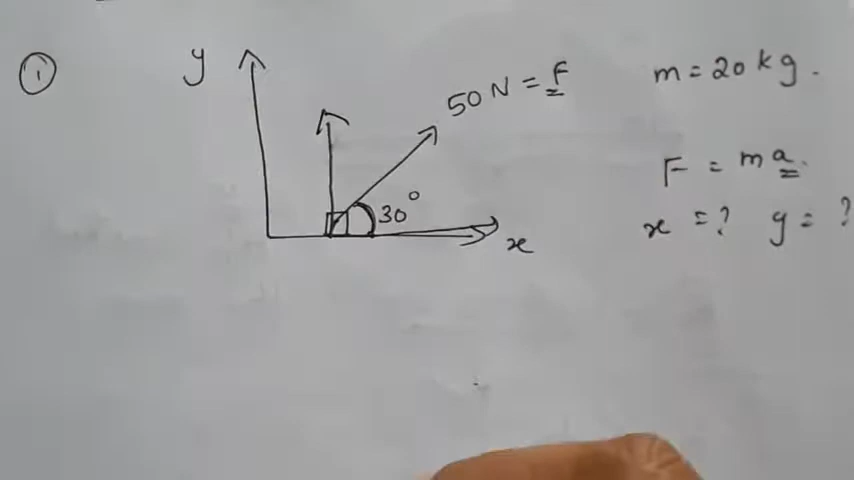 ①
y
50 N = F
m = 20 kg.
30°
F = ma.
x
x = ? y = ?